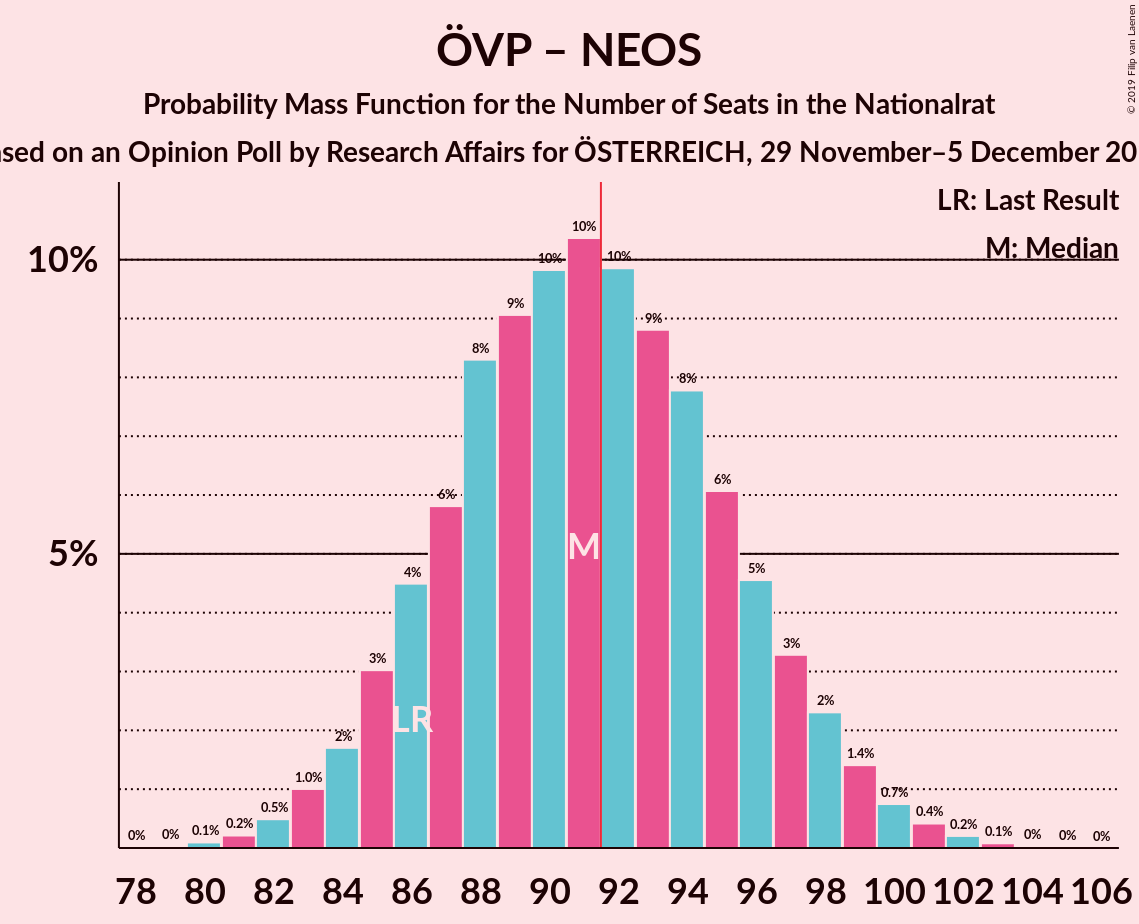 ÖVP – NEOS
Probability Mass Function for the Number of Seats in the Nationalrat
on an Opinion Poll by Research Affairs for ÖSTERREICH, 29 November–5 December
© 2019 Filip van Laenen
LR: Last Result
M: Median
10%
5%
0% 0% 0.1% 0.2% 0.5% 1.0% 2% 3% 4% 6% 8% 9% 10% 10% 10% 9% 8% 6% 5% 3% 2% 1.4% 0.7% 0.4% 0.2% 0.1% 0% 0% 0%
LR
M
78 80 82 84 86 88 90 92 94 96 98 100 102 104 106